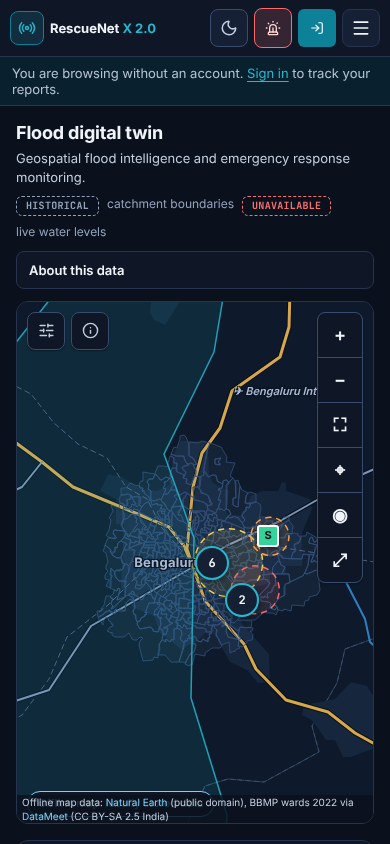 RescueNet X 2.0
You are browsing without an account. Sign in to track your
reports.
Flood digital twin
Geospatial flood intelligence and emergency response
monitoring.
HISTORICAL catchment boundaries UNAVAILABLE
live water levels
About this data
+
−
✈ Bengaluru Int
S
Bengalur
6
2
Offline map data: Natural Earth (public domain), BBMP wards 2022 via
DataMeet (CC BY-SA 2.5 India)